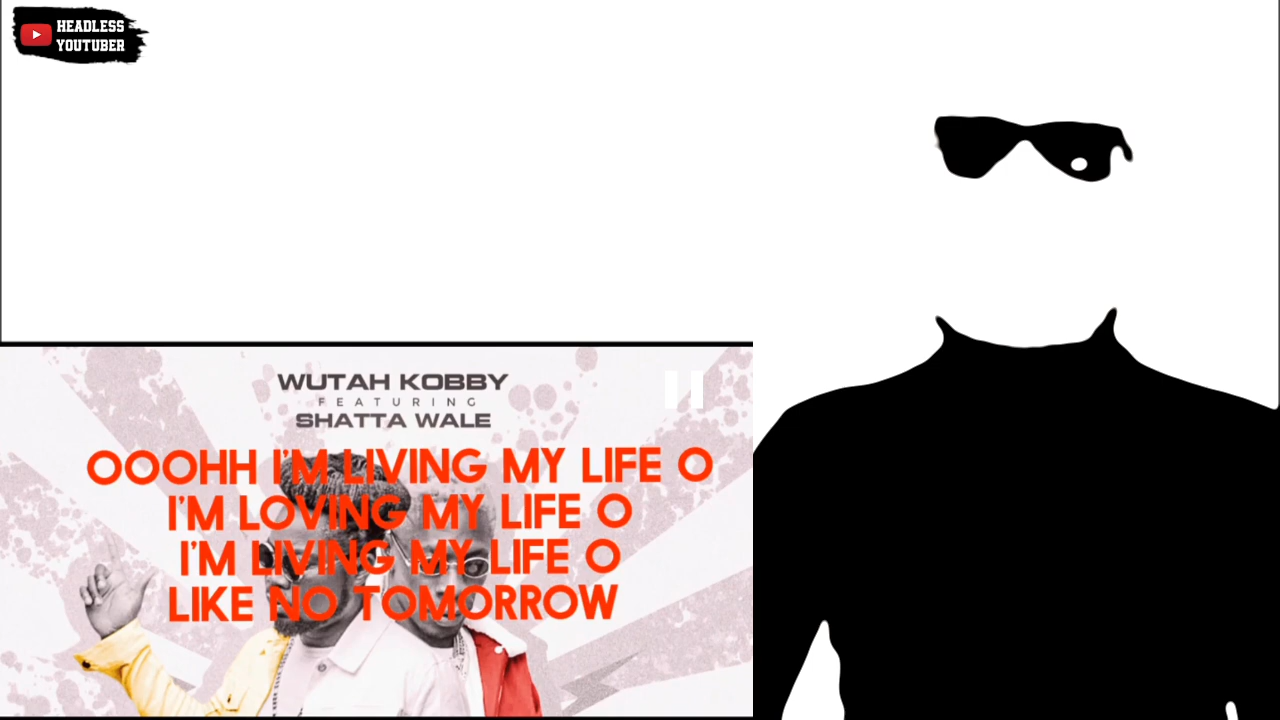 HEADLESS
YOUTUBER
WUTAH KOBBY
FEATURING
SHATTA WALE
OOOHH I'M LIVING MY LIFE O
I'M LOVING MY LIFE O
I'M LIVING MY LIFE O
LIKE NO TOMORROW